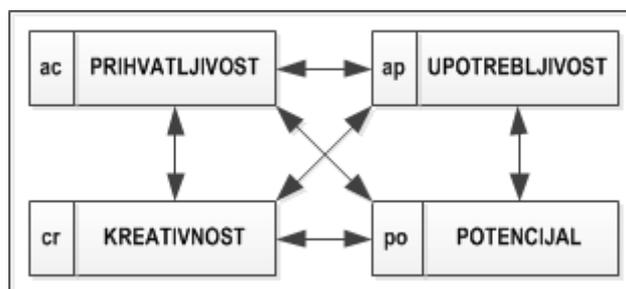 ac PRIHVATLJIVOST
ap UPOTREBLJIVOST
cr KREATIVNOST
po POTENCIJAL